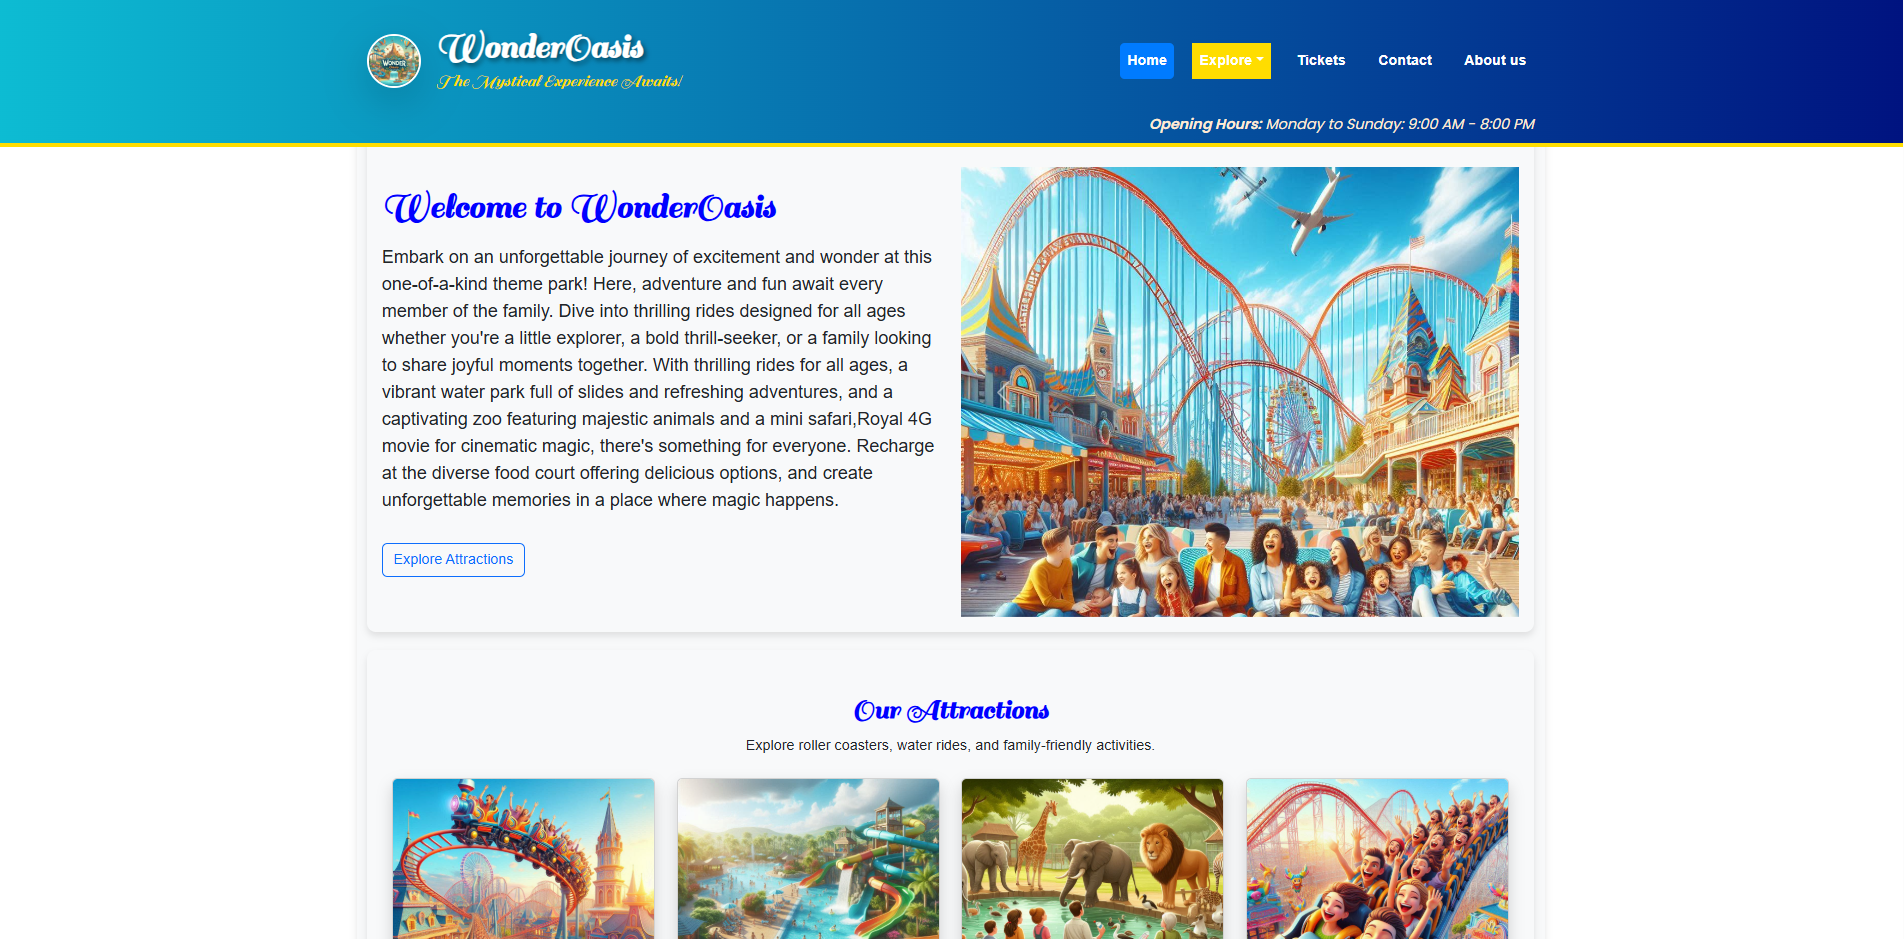 WONDER
WonderOasis
The Mystical Experience Awaits!
Home
Explore
Tickets
Contact
About us
Opening Hours: Monday to Sunday: 9:00 AM - 8:00 PM
Welcome to WonderOasis
Embark on an unforgettable journey of excitement and wonder at this
one-of-a-kind theme park! Here, adventure and fun await every
member of the family. Dive into thrilling rides designed for all ages
whether you're a little explorer, a bold thrill-seeker, or a family looking
to share joyful moments together. With thrilling rides for all ages, a
vibrant water park full of slides and refreshing adventures, and a
captivating zoo featuring majestic animals and a mini safari,Royal 4G
movie for cinematic magic, there's something for everyone. Recharge
at the diverse food court offering delicious options, and create
unforgettable memories in a place where magic happens.
Explore Attractions
Our Attractions
Explore roller coasters, water rides, and family-friendly activities.